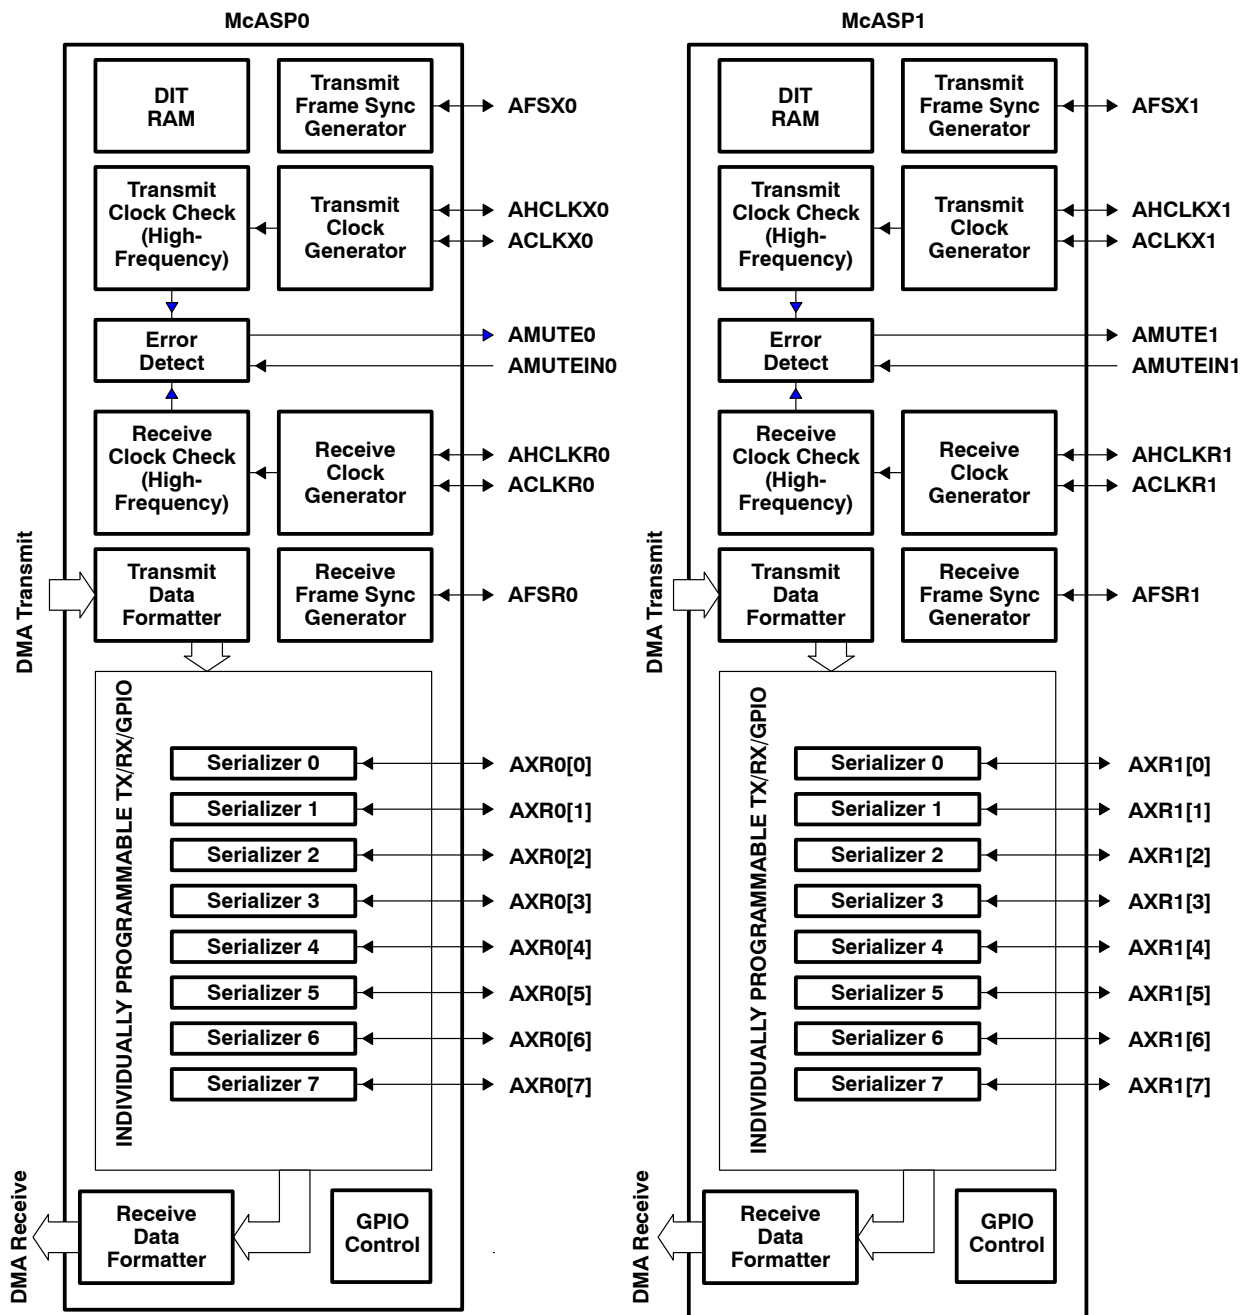 McASP0
DIT
RAM
Transmit
Frame Sync
Generator
AFSX0
Transmit
Clock Check
(High-
Frequency)
Transmit
Clock
Generator
AHCLKX0
ACLKX0
Error
Detect
AMUTE0
AMUTEIN0
Receive
Clock Check
(High-
Frequency)
Receive
Clock
Generator
AHCLKR0
ACLKR0
DMA Transmit
Transmit
Data
Formatter
Receive
Frame Sync
Generator
AFSR0
INDIVIDUALLY PROGRAMMABLE TX/RX/GPIO
Serializer 0
AXR0[0]
Serializer 1
AXR0[1]
Serializer 2
AXR0[2]
Serializer 3
AXR0[3]
Serializer 4
AXR0[4]
Serializer 5
AXR0[5]
Serializer 6
AXR0[6]
Serializer 7
AXR0[7]
DMA Receive
Receive
Data
Formatter
GPIO
Control
McASP1
DIT
RAM
Transmit
Frame Sync
Generator
AFSX1
Transmit
Clock Check
(High-
Frequency)
Transmit
Clock
Generator
AHCLKX1
ACLKX1
Error
Detect
AMUTE1
AMUTEIN1
Receive
Clock Check
(High-
Frequency)
Receive
Clock
Generator
AHCLKR1
ACLKR1
DMA Transmit
Transmit
Data
Formatter
Receive
Frame Sync
Generator
AFSR1
INDIVIDUALLY PROGRAMMABLE TX/RX/GPIO
Serializer 0
AXR1[0]
Serializer 1
AXR1[1]
Serializer 2
AXR1[2]
Serializer 3
AXR1[3]
Serializer 4
AXR1[4]
Serializer 5
AXR1[5]
Serializer 6
AXR1[6]
Serializer 7
AXR1[7]
DMA Receive
Receive
Data
Formatter
GPIO
Control